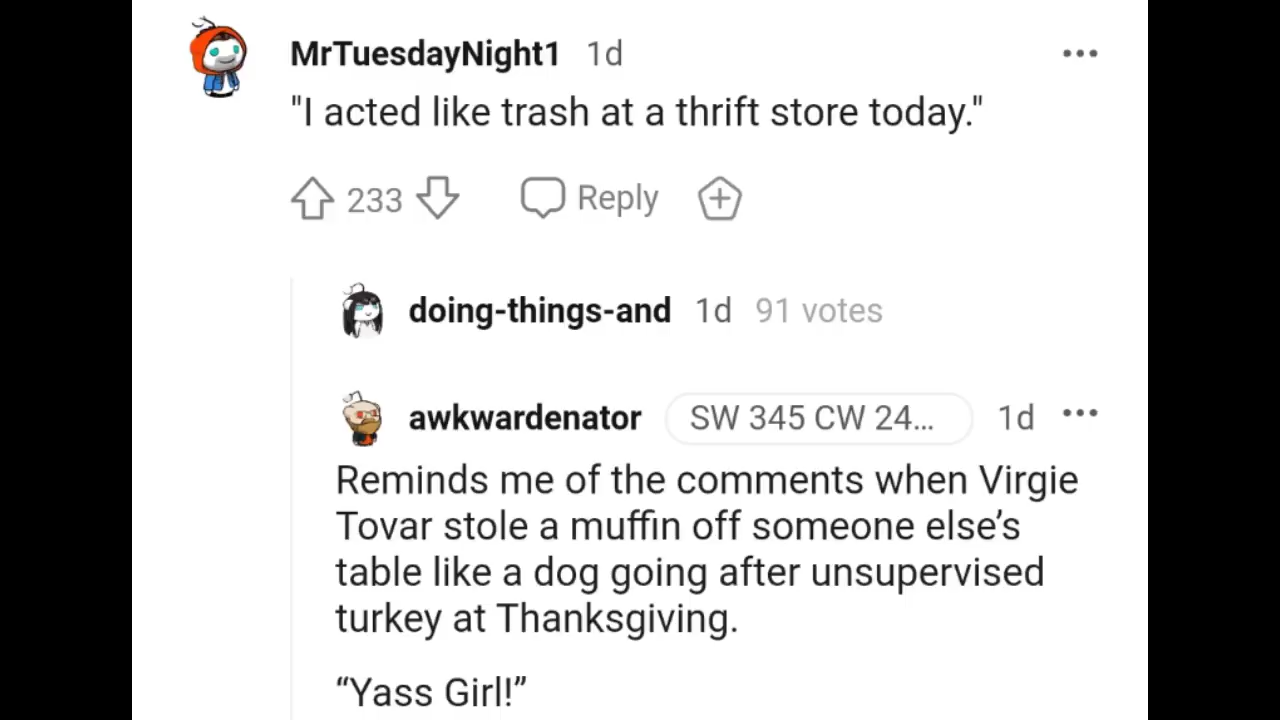 MrTuesdayNight1 1d
"I acted like trash at a thrift store today."
233 Reply
doing-things-and 1d 91 votes
awkwardenator SW 345 CW 24... 1d
Reminds me of the comments when Virgie
Tovar stole a muffin off someone else’s
table like a dog going after unsupervised
turkey at Thanksgiving.
“Yass Girl!”